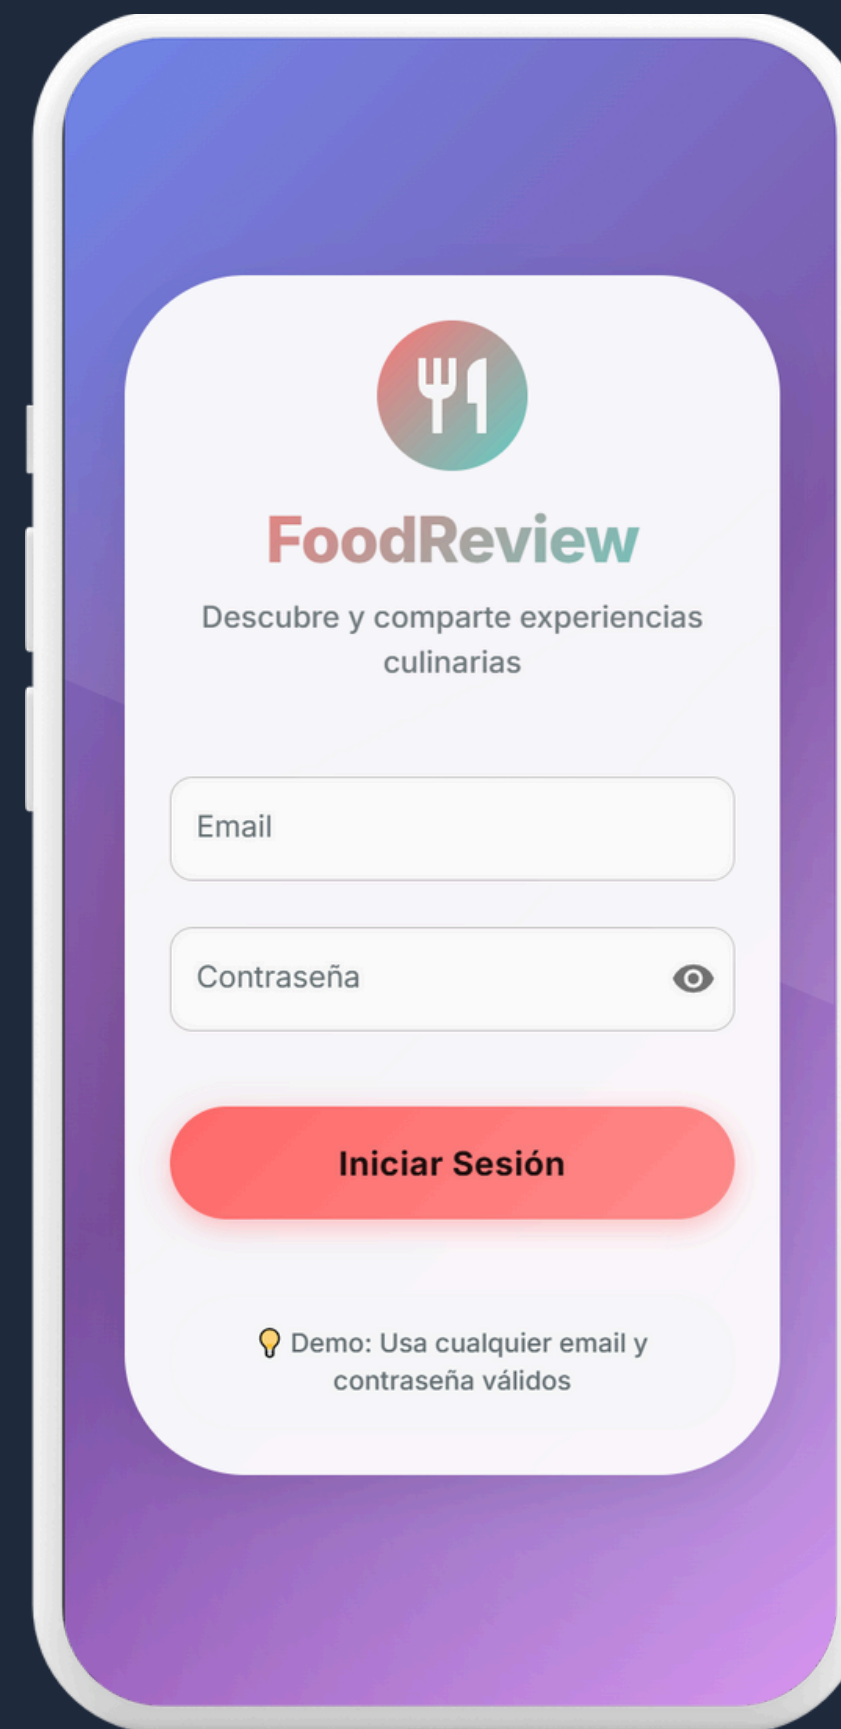 FoodReview
Descubre y comparte experiencias
culinarias
Email
Contraseña
Iniciar Sesión
💡 Demo: Usa cualquier email y
contraseña válidos